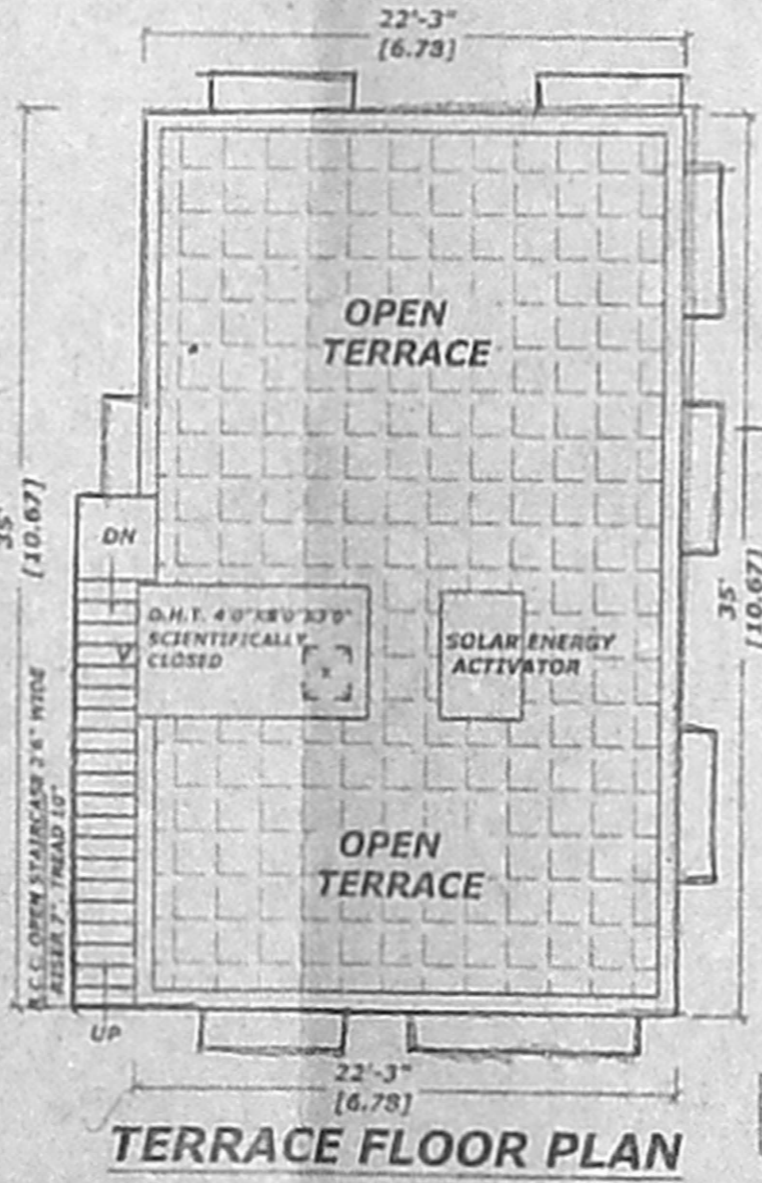 22'-3"
[6.78]
OPEN
TERRACE
35'
[10.67]
DN
O.H.T. 4'0"X8'0"X3'0"
SCIENTIFICALLY
CLOSED
SOLAR ENERGY
ACTIVATOR
35'
[10.67]
R.C.C. OPEN STAIRCASE 2'6" WIDE
RISER 7", TREAD 10"
OPEN
TERRACE
UP
22'-3"
[6.78]
TERRACE FLOOR PLAN